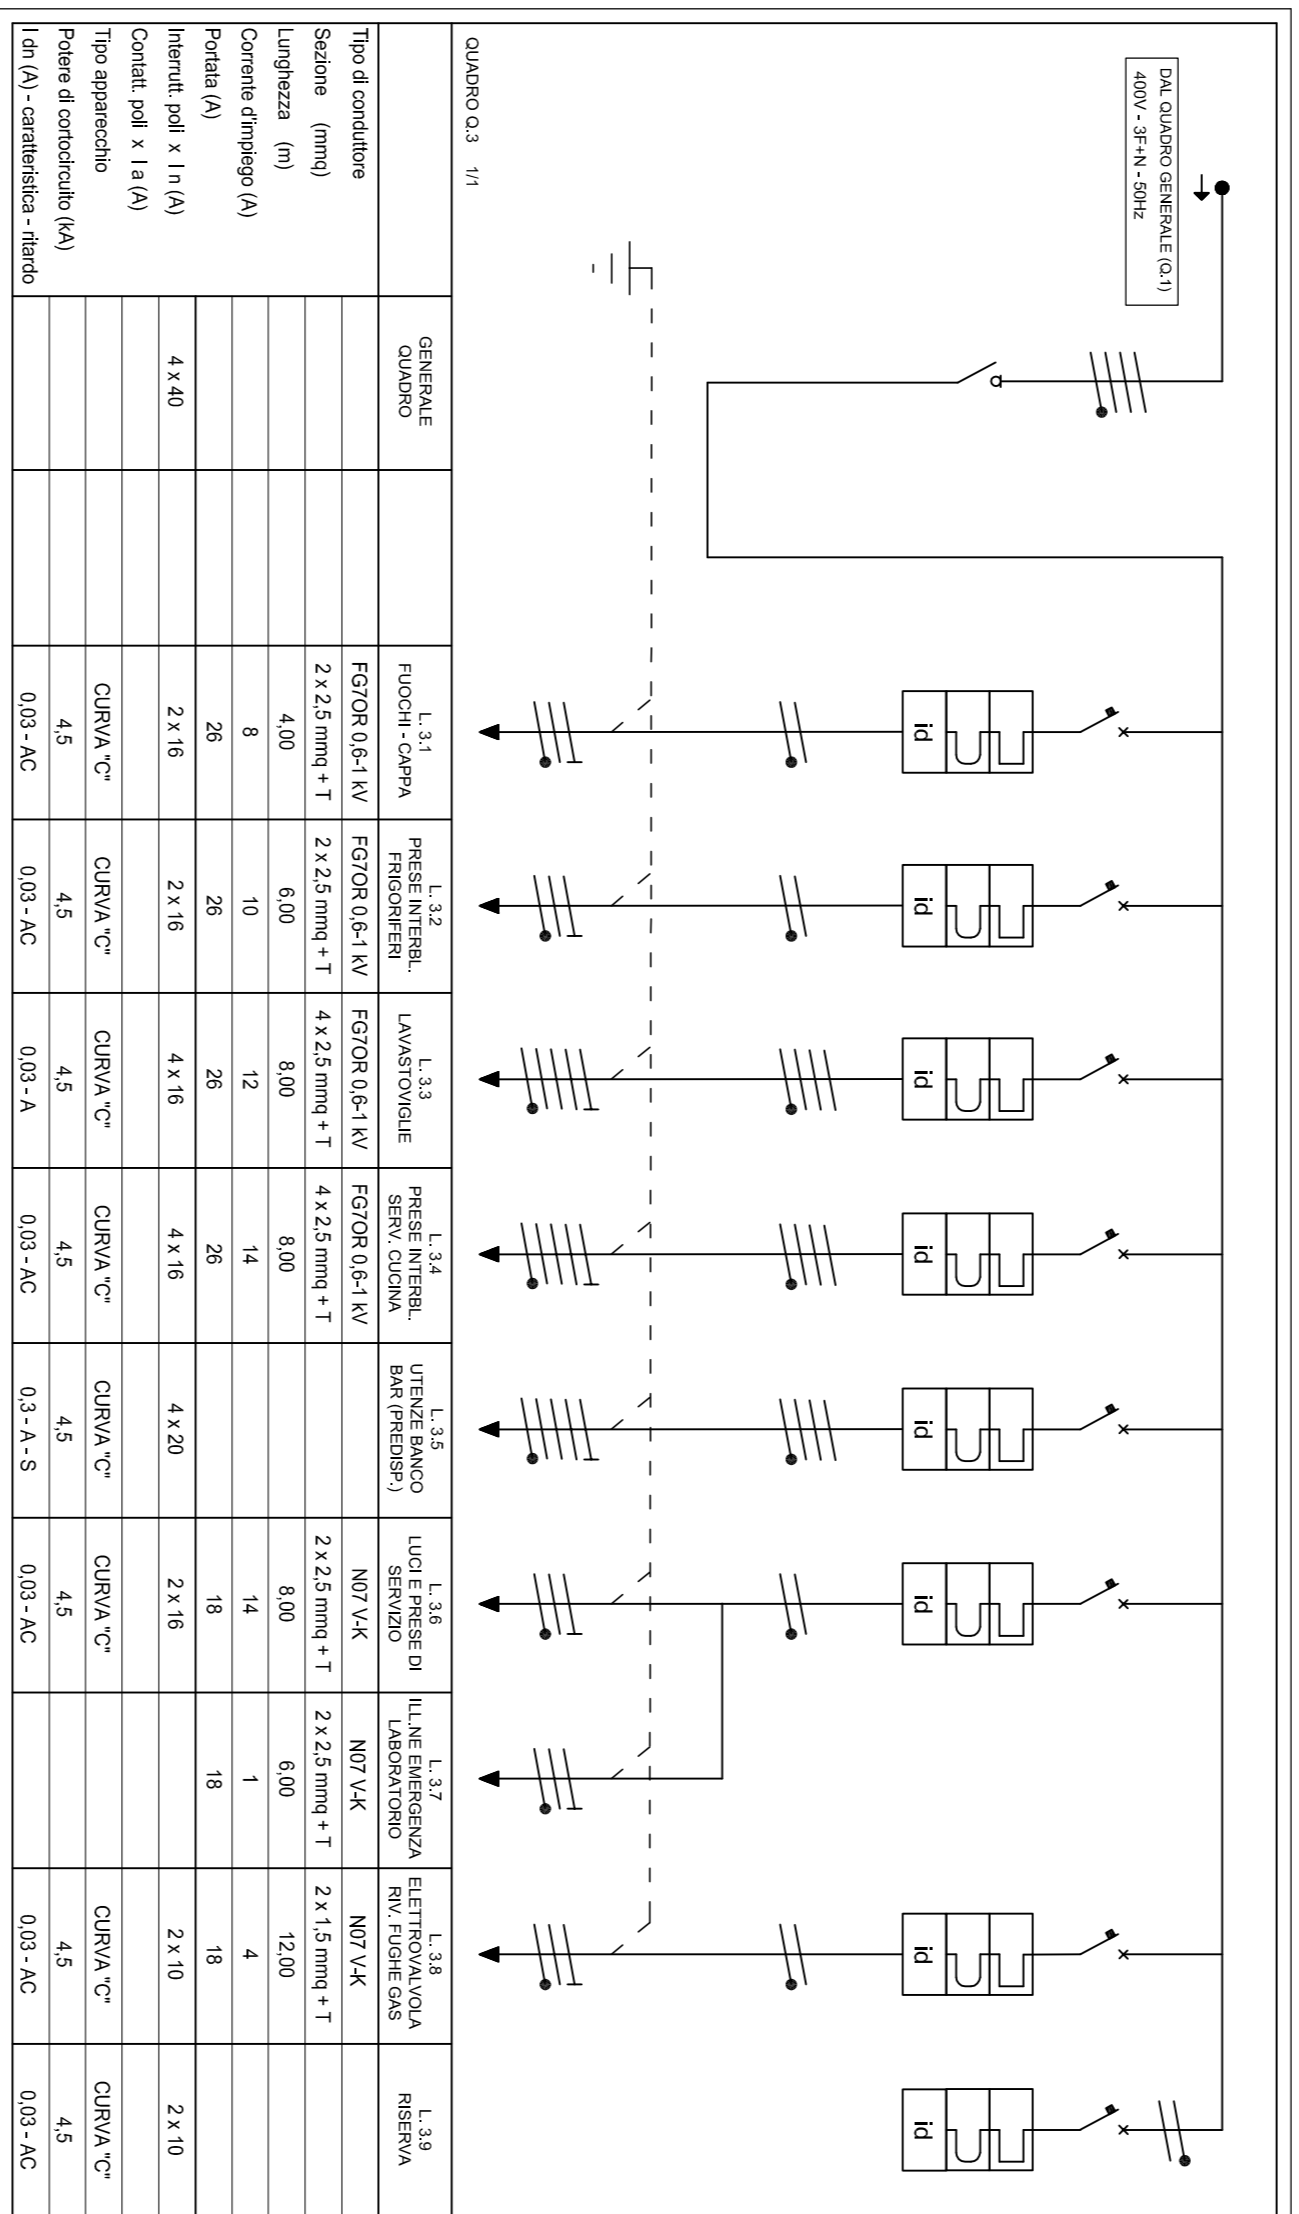 DAL QUADRO GENERALE (Q.1)
400V - 3F+N - 50Hz
id id id id id id id id
QUADRO Q.3 1/1
GENERALE
QUADRO
L. 3.1
FUOCHI - CAPPA
L. 3.2
PRESE INTERBL.
FRIGORIFERI
L. 3.3
LAVASTOVIGLIE
L. 3.4
PRESE INTERBL.
SERV. CUCINA
L. 3.5
UTENZE BANCO
BAR (PREDISP.)
L. 3.6
LUCI E PRESE DI
SERVIZIO
L. 3.7
ILL.NE EMERGENZA
LABORATORIO
L. 3.8
ELETTROVALVOLA
RIV. FUGHE GAS
L. 3.9
RISERVA
Tipo di conduttore FG7OR 0,6-1 kV FG7OR 0,6-1 kV FG7OR 0,6-1 kV FG7OR 0,6-1 kV N07 V-K N07 V-K N07 V-K
Sezione (mmq) 2 x 2,5 mmq + T 2 x 2,5 mmq + T 4 x 2,5 mmq + T 4 x 2,5 mmq + T 2 x 2,5 mmq + T 2 x 2,5 mmq + T 2 x 1,5 mmq + T
Lunghezza (m) 4,00 6,00 8,00 8,00 8,00 6,00 12,00
Corrente d'impiego (A) 8 10 12 14 14 1 4
Portata (A) 26 26 26 26 18 18 18
Interrutt. poli x I n (A) 4 x 40 2 x 16 2 x 16 4 x 16 4 x 16 4 x 20 2 x 16 2 x 10 2 x 10
Contatt. poli x I a (A)
Tipo apparecchio CURVA "C" CURVA "C" CURVA "C" CURVA "C" CURVA "C" CURVA "C" CURVA "C" CURVA "C"
Potere di cortocircuito (kA) 4,5 4,5 4,5 4,5 4,5 4,5 4,5 4,5
I dn (A) - caratteristica - ritardo 0,03 - AC 0,03 - AC 0,03 - A 0,03 - AC 0,3 - A - S 0,03 - AC 0,03 - AC 0,03 - AC